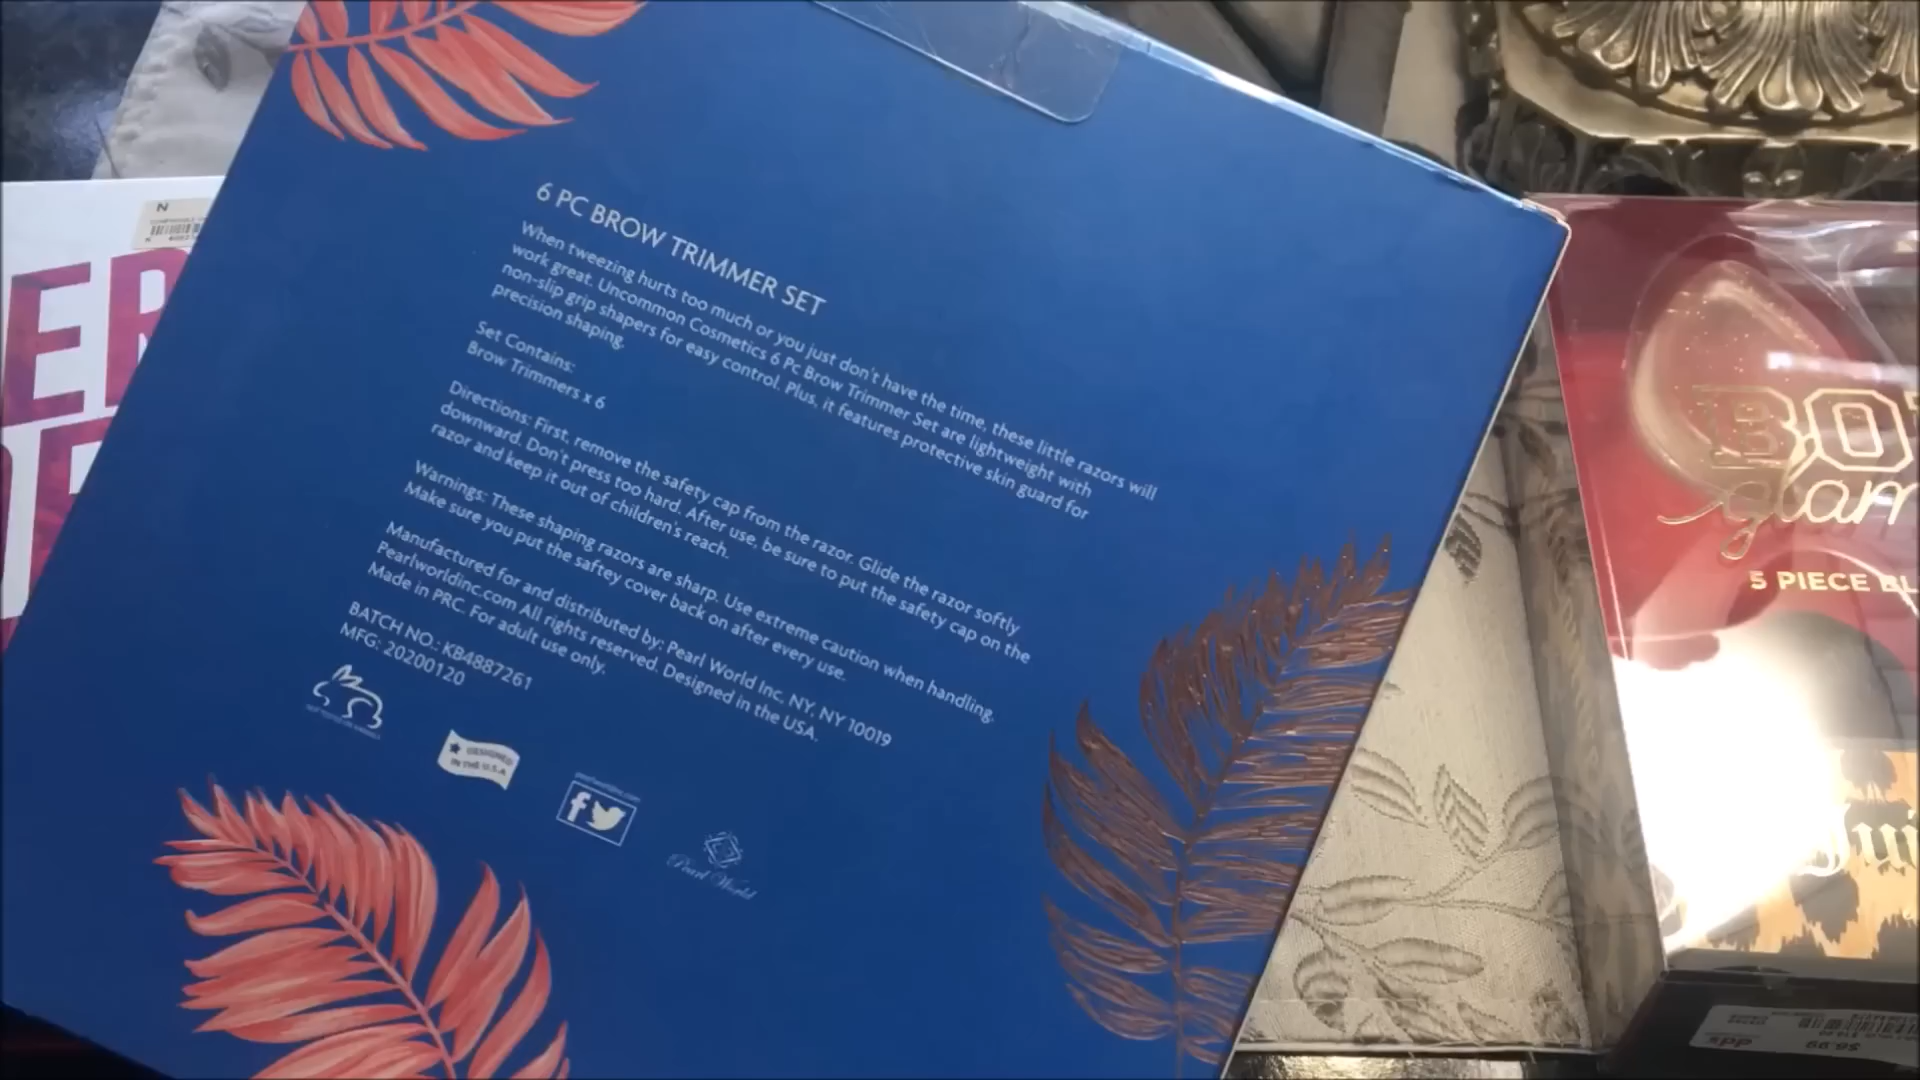 6 PC BROW TRIMMER SET
When tweezing hurts too much or you just don't have the time, these little razors will
work great. Uncommon Cosmetics 6 Pc Brow Trimmer Set are lightweight with
non-slip grip shapers for easy control. Plus, it features protective skin guard for
precision shaping.
Set Contains:
Brow Trimmers x 6
Directions: First, remove the safety cap from the razor. Glide the razor softly
downward. Don't press too hard. After use, be sure to put the safety cap on the
razor and keep it out of children's reach.
Warnings: These shaping razors are sharp. Use extreme caution when handling.
Make sure you put the saftey cover back on after every use.
Manufactured for and distributed by: Pearl World Inc, NY, NY 10019
Pearlworldinc.com All rights reserved. Designed in the USA.
Made in PRC. For adult use only.
BATCH NO.: KB4887261
MFG: 20200120
DESIGNED
IN THE U.S.A
f
Pearl World
N
ER
BO
glam
5 PIECE BL
Jui
dds
$6.99